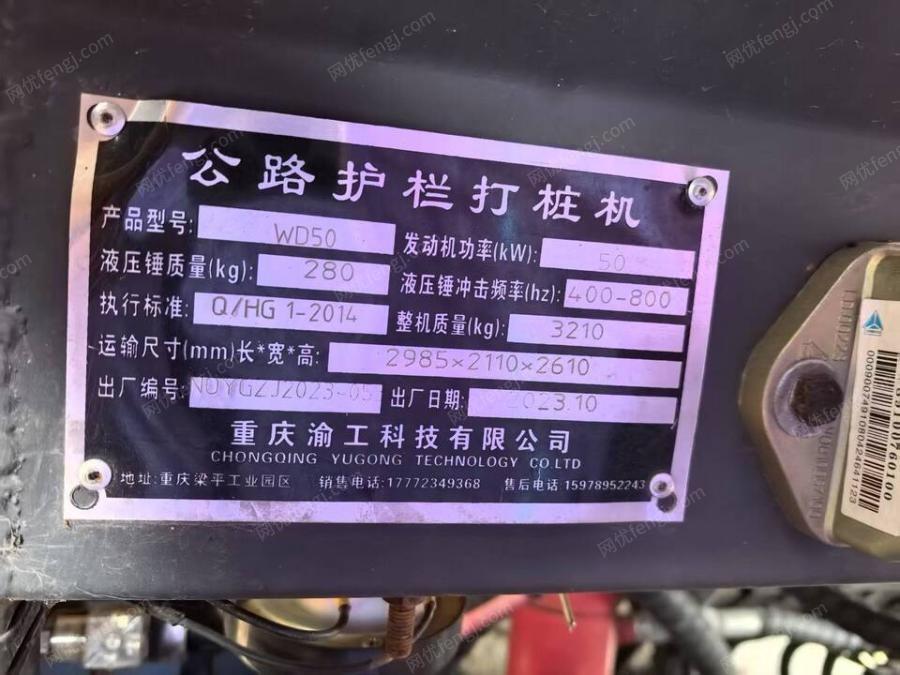 公路护栏打桩机
产品型号: WD50 发动机功率(kW): 50
液压锤质量(kg): 280 液压锤冲击频率(hz): 400-800
执行标准: Q/HG 1-2014 整机质量(kg): 3210
运输尺寸(mm)长*宽*高: 2985×2110×2610
出厂编号: NOYGZJ2023-05 出厂日期: 2023.10
重庆渝工科技有限公司
CHONGQING YUGONG TECHNOLOGY CO.LTD
地址:重庆梁平工业园区 销售电话:17772349368 售后电话 15978952243
网优fengj.com